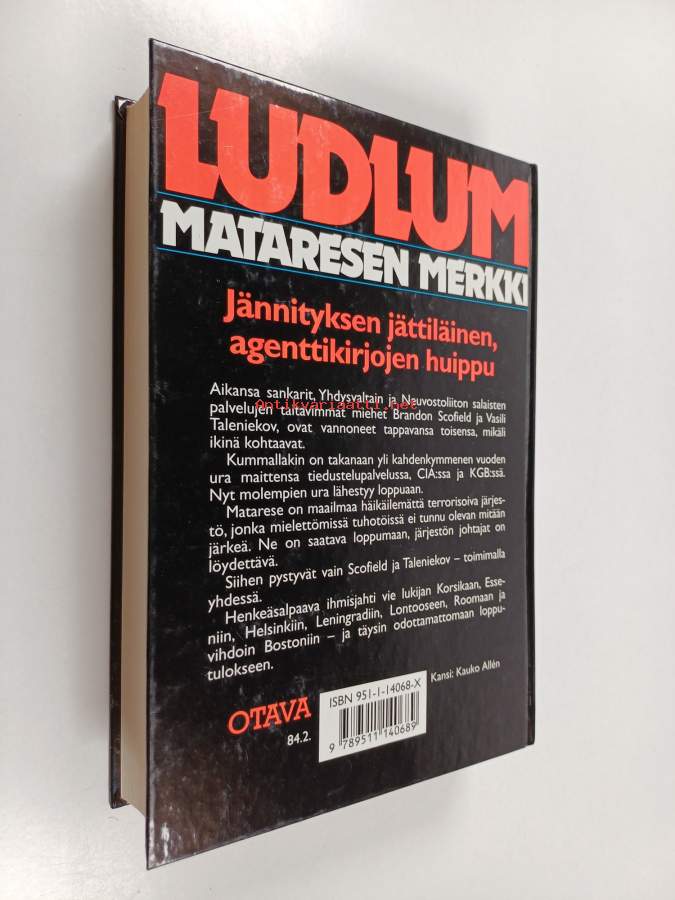 LUDLUM
MATARESEN MERKKI
Jännityksen jättiläinen,
agenttikirjojen huippu
Aikansa sankarit Yhdysvaltain ja Neuvostoliiton salaisten
antikvariaatti.net
palvelujen taitavimmat miehet Brandon Scofield ja Vasili
Taleniekov, ovat vannoneet tappavansa toisensa, mikäli
ikinä kohtaavat.
Kummallakin on takanaan yli kahdenkymmenen vuoden
ura maittensa tiedustelupalvelussa, CIA:ssa ja KGB:ssä.
Nyt molempien ura lähestyy loppuaan.
Matarese on maailmaa häikäilemättä terrorisoiva järjes-
tö, jonka mielettömissä tuhotöissä ei tunnu olevan mitään
järkeä. Ne on saatava loppumaan, järjestön johtajat on
löydettävä.
Siihen pystyvät vain Scofield ja Taleniekov – toimimalla
yhdessä.
Henkeäsalpaava ihmisjahti vie lukijan Korsikaan, Esse-
niin, Helsinkiin, Leningradiin, Lontooseen, Roomaan ja
vihdoin Bostoniin – ja täysin odottamattomaan loppu-
tulokseen.
Kansi: Kauko Allén
OTAVA
84.2.
ISBN 951-1-14068-X
9 789511 140689